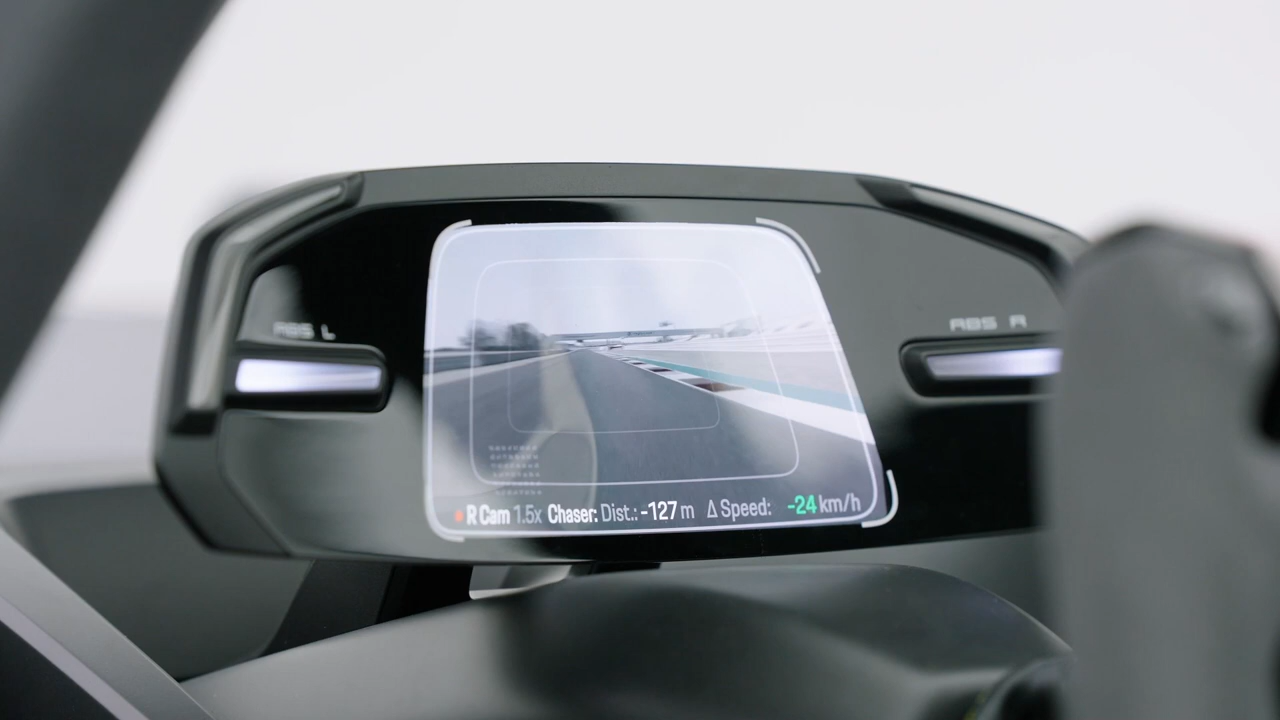 ABS L
ABS R
R Cam 1.5x Chaser: Dist.: -127 m Δ Speed: -24 km/h